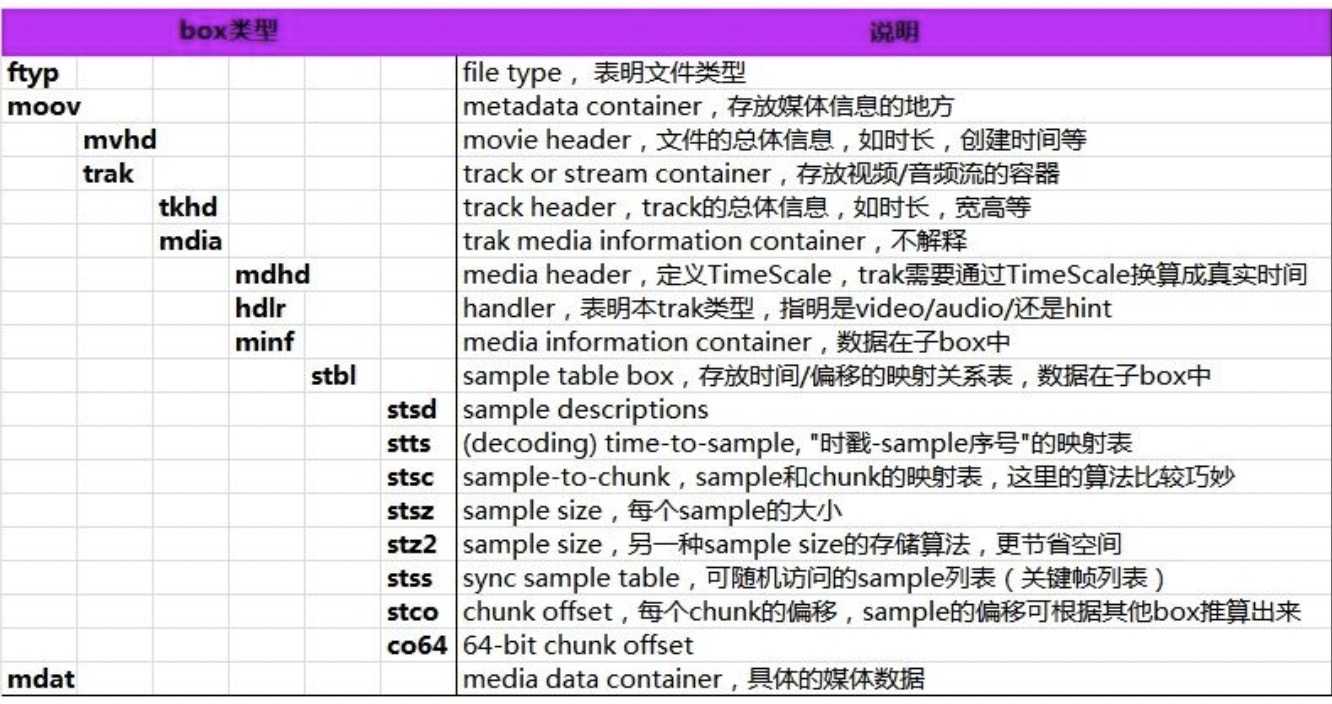 box类型 说明
ftyp file type，表明文件类型
moov metadata container，存放媒体信息的地方
mvhd movie header，文件的总体信息，如时长，创建时间等
trak track or stream container，存放视频/音频流的容器
tkhd track header，track的总体信息，如时长，宽高等
mdia trak media information container，不解释
mdhd media header，定义TimeScale，trak需要通过TimeScale换算成真实时间
hdlr handler，表明本trak类型，指明是video/audio/还是hint
minf media information container，数据在子box中
stbl sample table box，存放时间/偏移的映射关系表，数据在子box中
stsd sample descriptions
stts (decoding) time-to-sample, "时戳-sample序号"的映射表
stsc sample-to-chunk，sample和chunk的映射表，这里的算法比较巧妙
stsz sample size，每个sample的大小
stz2 sample size，另一种sample size的存储算法，更节省空间
stss sync sample table，可随机访问的sample列表（关键帧列表）
stco chunk offset，每个chunk的偏移，sample的偏移可根据其他box推算出来
co64 64-bit chunk offset
mdat media data container，具体的媒体数据